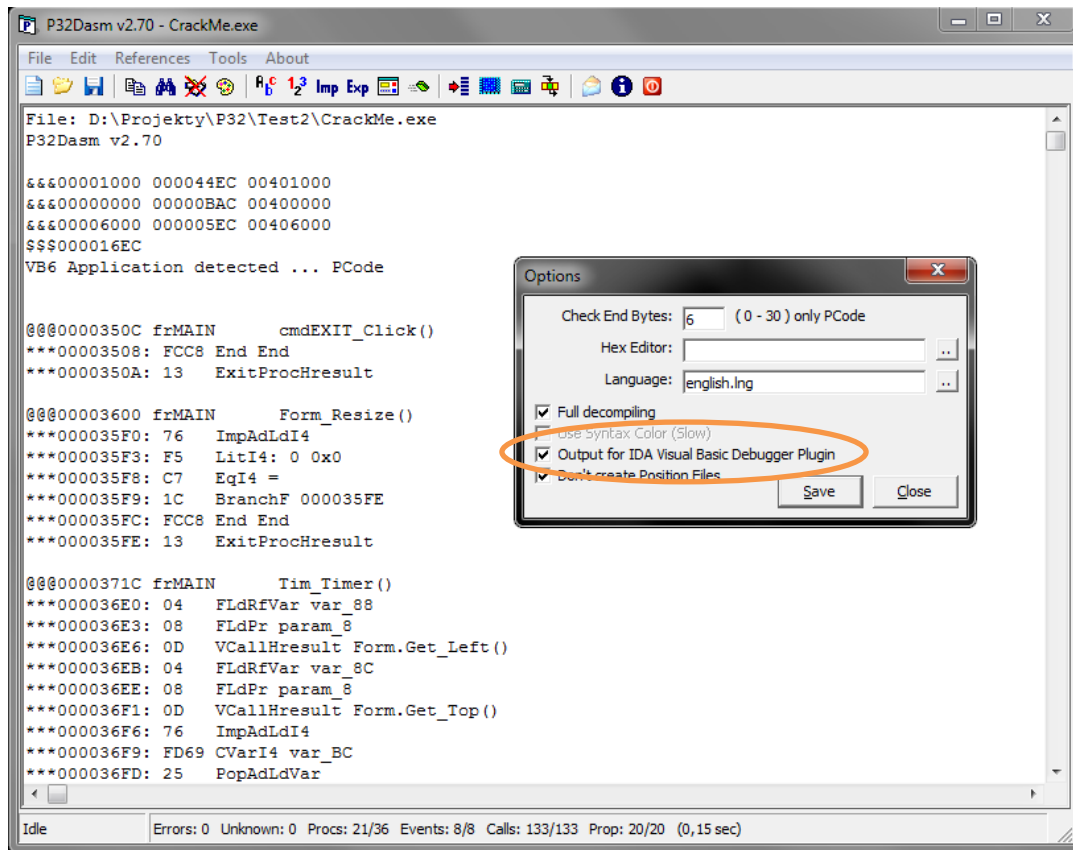 P32Dasm v2.70 - CrackMe.exe
File Edit References Tools About
Imp Exp
File: D:\Projekty\P32\Test2\CrackMe.exe
P32Dasm v2.70
&&&00001000 000044EC 00401000
&&&00000000 00000BAC 00400000
&&&00006000 000005EC 00406000
$$$000016EC
VB6 Application detected ... PCode
@@@0000350C frMAIN cmdEXIT_Click()
***00003508: FCC8 End End
***0000350A: 13 ExitProcHresult
@@@00003600 frMAIN Form_Resize()
***000035F0: 76 ImpAdLdI4
***000035F3: F5 LitI4: 0 0x0
***000035F8: C7 EqI4 =
***000035F9: 1C BranchF 000035FE
***000035FC: FCC8 End End
***000035FE: 13 ExitProcHresult
@@@0000371C frMAIN Tim_Timer()
***000036E0: 04 FLdRfVar var_88
***000036E3: 08 FLdPr param_8
***000036E6: 0D VCallHresult Form.Get_Left()
***000036EB: 04 FLdRfVar var_8C
***000036EE: 08 FLdPr param_8
***000036F1: 0D VCallHresult Form.Get_Top()
***000036F6: 76 ImpAdLdI4
***000036F9: FD69 CVarI4 var_BC
***000036FD: 25 PopAdLdVar
Options
Check End Bytes: 6 ( 0 - 30 ) only PCode
Hex Editor: ..
Language: english.lng ..
Full decompiling
Use Syntax Color (Slow)
Output for IDA Visual Basic Debugger Plugin
Don't create Position Files
Save Close
Idle Errors: 0 Unknown: 0 Procs: 21/36 Events: 8/8 Calls: 133/133 Prop: 20/20 (0,15 sec)